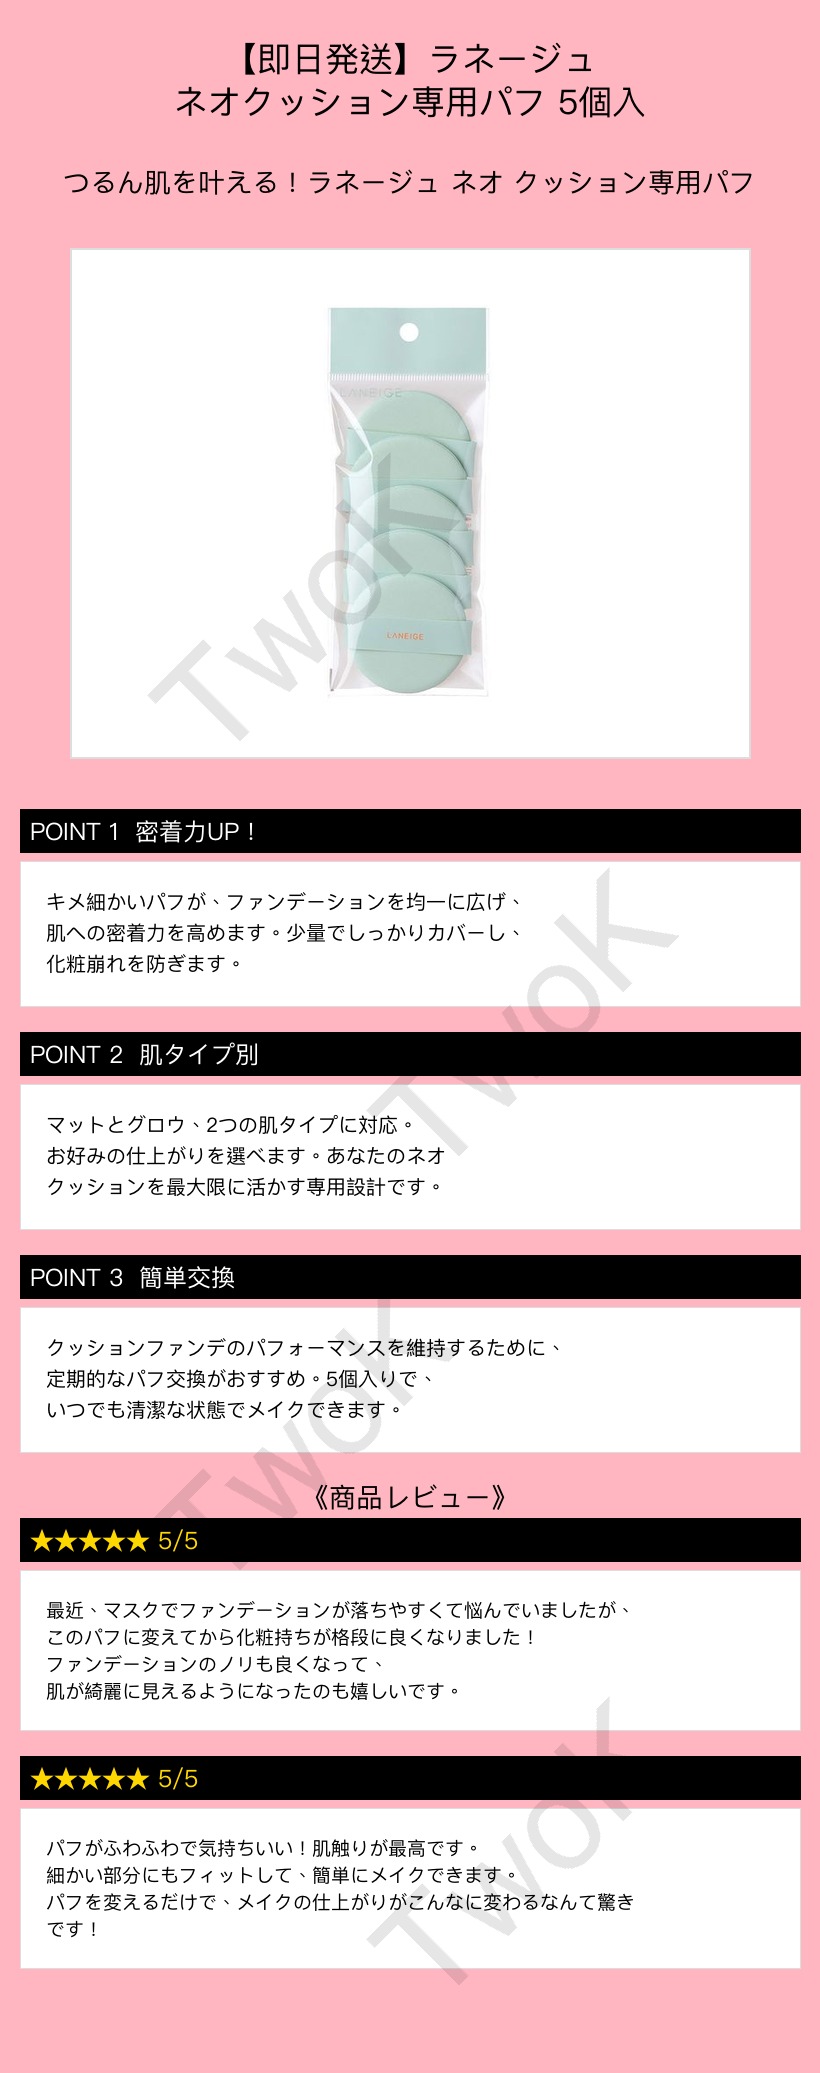 【即日発送】ラネージュ
ネオクッション専用パフ 5個入
つるん肌を叶える！ラネージュ ネオ クッション専用パフ
LANEIGE
LANEIGE
TwoK
POINT 1 密着力UP！
キメ細かいパフが、ファンデーションを均一に広げ、
肌への密着力を高めます。少量でしっかりカバーし、
化粧崩れを防ぎます。
TwoK
POINT 2 肌タイプ別
マットとグロウ、2つの肌タイプに対応。
お好みの仕上がりを選べます。あなたのネオ
クッションを最大限に活かす専用設計です。
POINT 3 簡単交換
クッションファンデのパフォーマンスを維持するために、
定期的なパフ交換がおすすめ。5個入りで、
いつでも清潔な状態でメイクできます。
TwoK
《商品レビュー》
★★★★★ 5/5
最近、マスクでファンデーションが落ちやすくて悩んでいましたが、
このパフに変えてから化粧持ちが格段に良くなりました！
ファンデーションのノリも良くなって、
肌が綺麗に見えるようになったのも嬉しいです。
★★★★★ 5/5
パフがふわふわで気持ちいい！肌触りが最高です。
細かい部分にもフィットして、簡単にメイクできます。
パフを変えるだけで、メイクの仕上がりがこんなに変わるなんて驚き
です！
TwoK